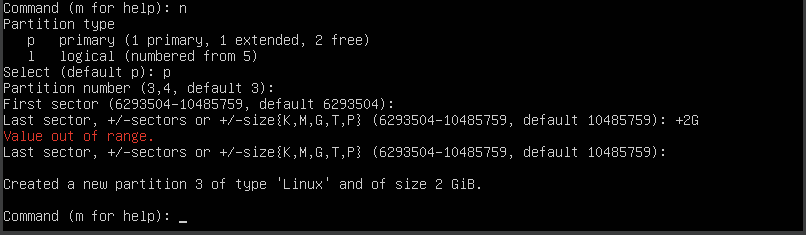 Command (m for help): n
Partition type
p primary (1 primary, 1 extended, 2 free)
l logical (numbered from 5)
Select (default p): p
Partition number (3,4, default 3):
First sector (6293504-10485759, default 6293504):
Last sector, +/-sectors or +/-size{K,M,G,T,P} (6293504-10485759, default 10485759): +2G
Value out of range.
Last sector, +/-sectors or +/-size{K,M,G,T,P} (6293504-10485759, default 10485759):
Created a new partition 3 of type 'Linux' and of size 2 GiB.
Command (m for help): _